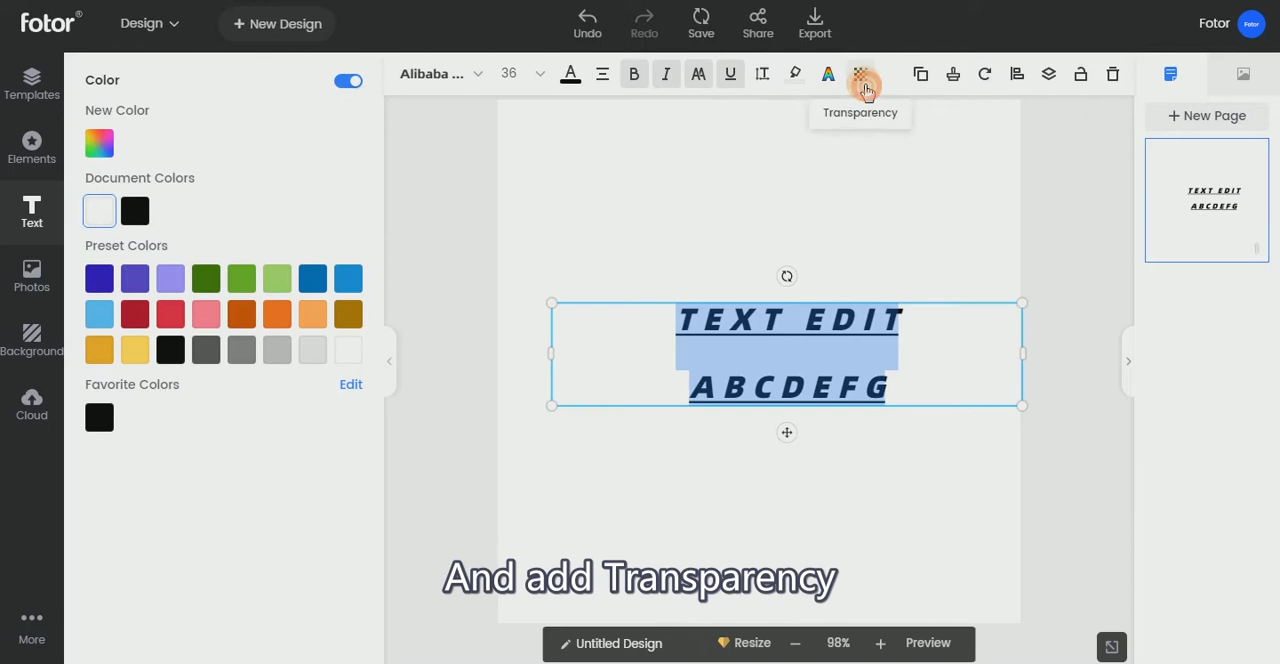 fotor®
Design
+ New Design
Undo
Redo
Save
Share
Export
Fotor
Fotor
Templates
Elements
Text
Photos
Background
Cloud
More
Color
New Color
Document Colors
Preset Colors
Favorite Colors
Edit
Alibaba ...
36
A
B
I
AA
U
T
A
Transparency
TEXT EDIT
ABCDEFG
And add Transparency
Untitled Design
Resize
98%
Preview
+ New Page
TEXT EDIT
ABCDEFG